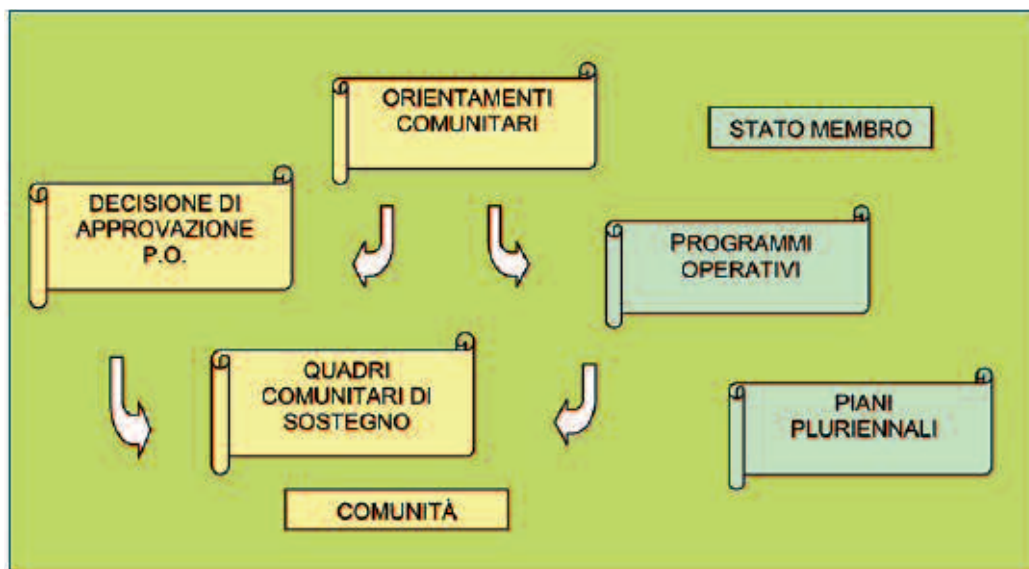 ORIENTAMENTI
COMUNITARI
STATO MEMBRO
DECISIONE DI
APPROVAZIONE
P.O.
PROGRAMMI
OPERATIVI
QUADRI
COMUNITARI DI
SOSTEGNO
PIANI
PLURIENNALI
COMUNITÀ